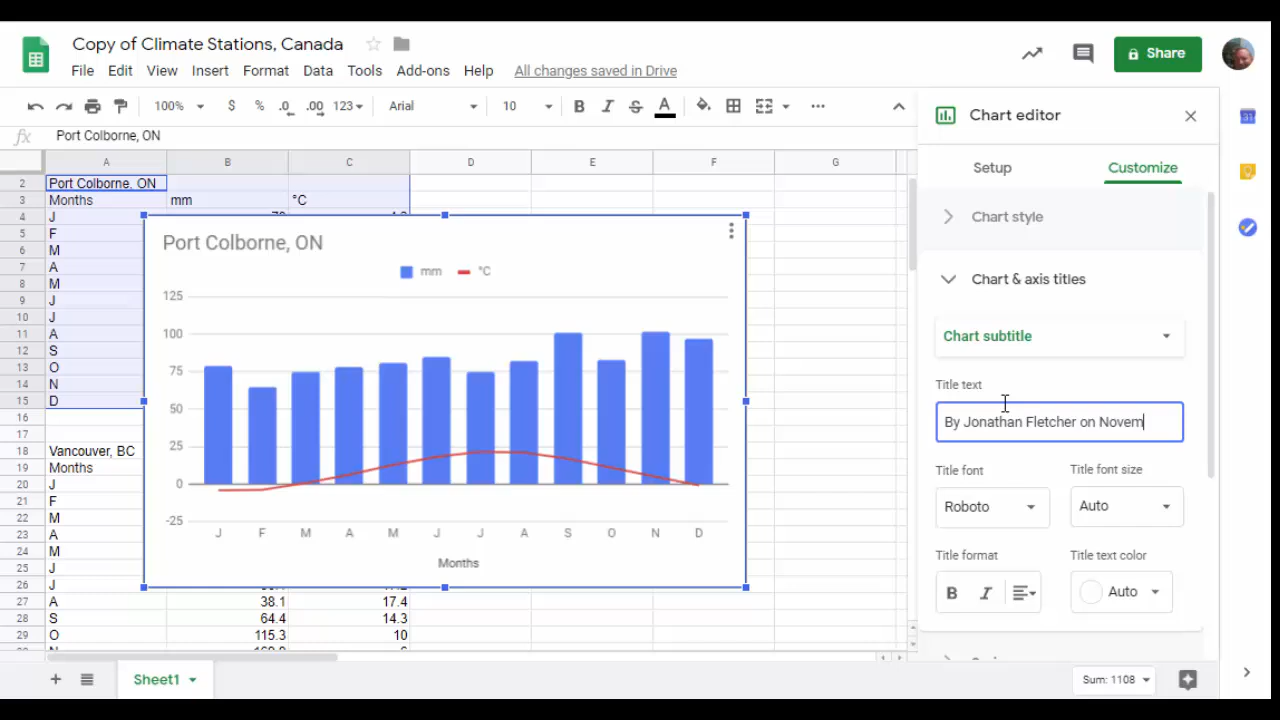 Copy of Climate Stations, Canada
File Edit View Insert Format Data Tools Add-ons Help All changes saved in Drive
Share
100% $ % .0 .00 123 Arial 10 B I S A
fx Port Colborne, ON
Chart editor
Setup Customize
A B C D E F G
2 Port Colborne, ON
3 Months mm °C
4 J
5 F
6 M
7 A
8 M
9 J
10 J
11 A
12 S
13 O
14 N
15 D
16
17
18 Vancouver, BC
19 Months
20 J
21 F
22 M
23 A
24 M
25 J
26 J
27 A 38.1 17.4
28 S 64.4 14.3
29 O 115.3 10
Port Colborne, ON
mm °C
125
100
75
50
25
0
-25
J F M A M J J A S O N D
Months
Chart style
Chart & axis titles
Chart subtitle
Title text
By Jonathan Fletcher on Novem
Title font Title font size
Roboto Auto
Title format Title text color
B I Auto
Sheet1
Sum: 1108